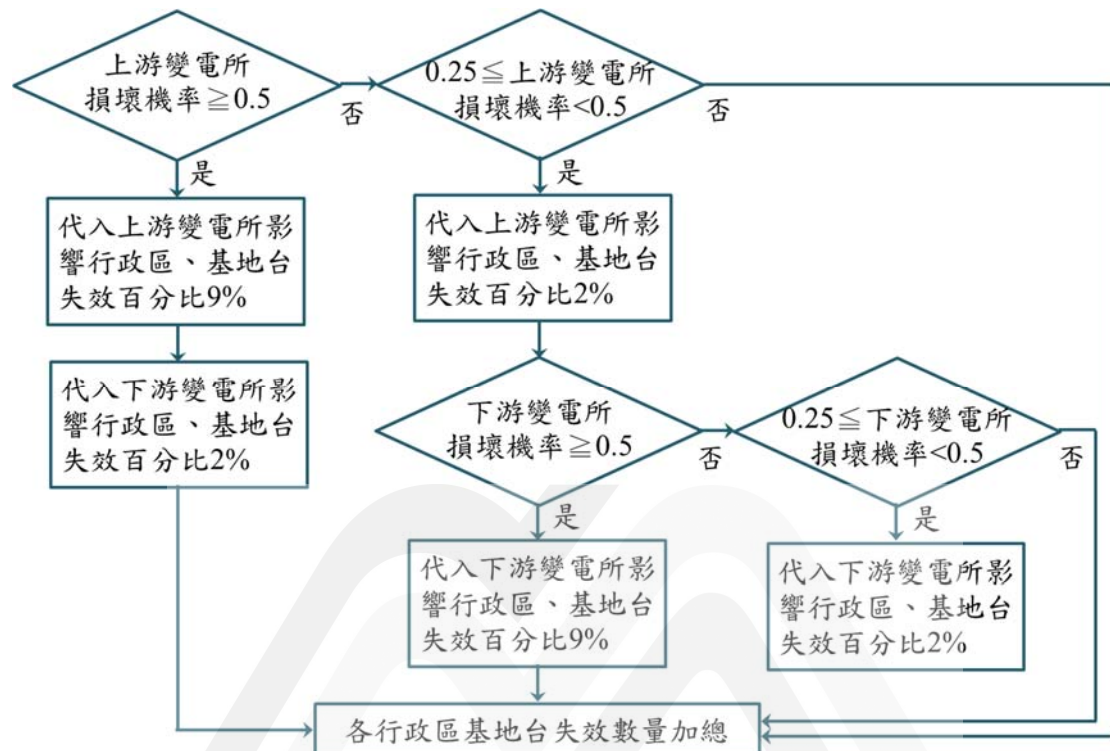 上游變電所
損壞機率≧0.5
否
0.25≦上游變電所
損壞機率<0.5
否
是
是
代入上游變電所影
響行政區、基地台
失效百分比9%
代入上游變電所影
響行政區、基地台
失效百分比2%
代入下游變電所影
響行政區、基地台
失效百分比2%
下游變電所
損壞機率≧0.5
否
0.25≦下游變電所
損壞機率<0.5
否
是
是
代入下游變電所影
響行政區、基地台
失效百分比9%
代入下游變電所影
響行政區、基地台
失效百分比2%
各行政區基地台失效數量加總